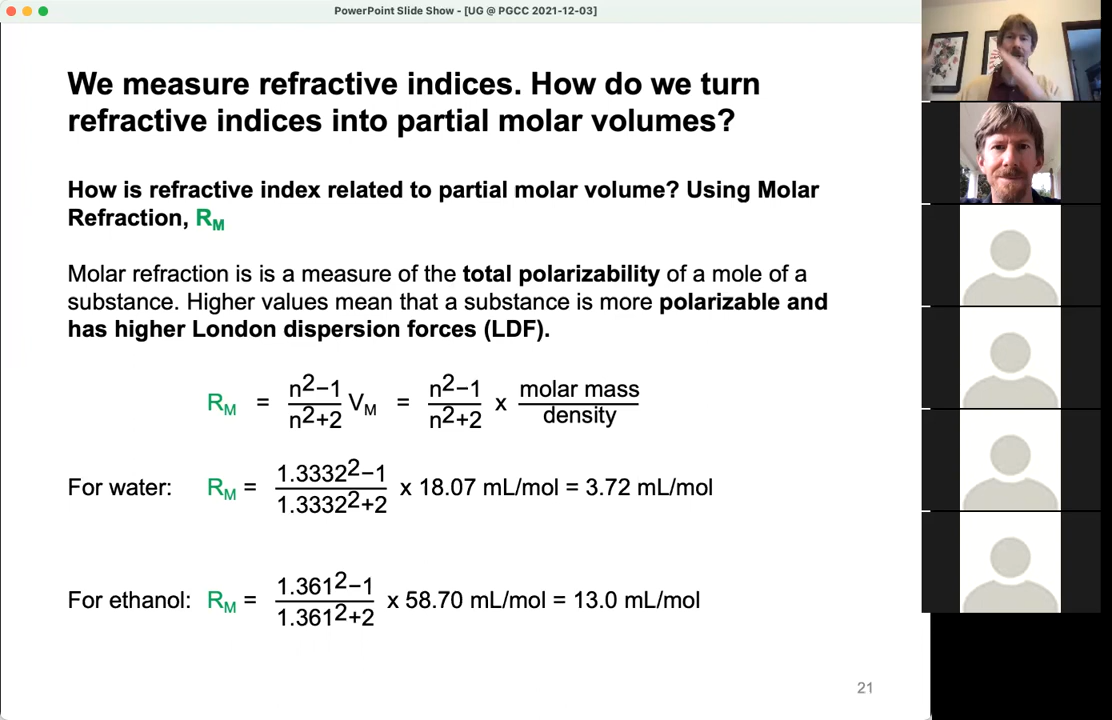 PowerPoint Slide Show - [UG @ PGCC 2021-12-03]
We measure refractive indices. How do we turn
refractive indices into partial molar volumes?
How is refractive index related to partial molar volume? Using Molar
Refraction, R_M
Molar refraction is is a measure of the total polarizability of a mole of a
substance. Higher values mean that a substance is more polarizable and
has higher London dispersion forces (LDF).
R_M = (n²−1)/(n²+2) V_M = (n²−1)/(n²+2) x molar mass/density
For water: R_M = (1.3332²−1)/(1.3332²+2) x 18.07 mL/mol = 3.72 mL/mol
For ethanol: R_M = (1.361²−1)/(1.361²+2) x 58.70 mL/mol = 13.0 mL/mol
21